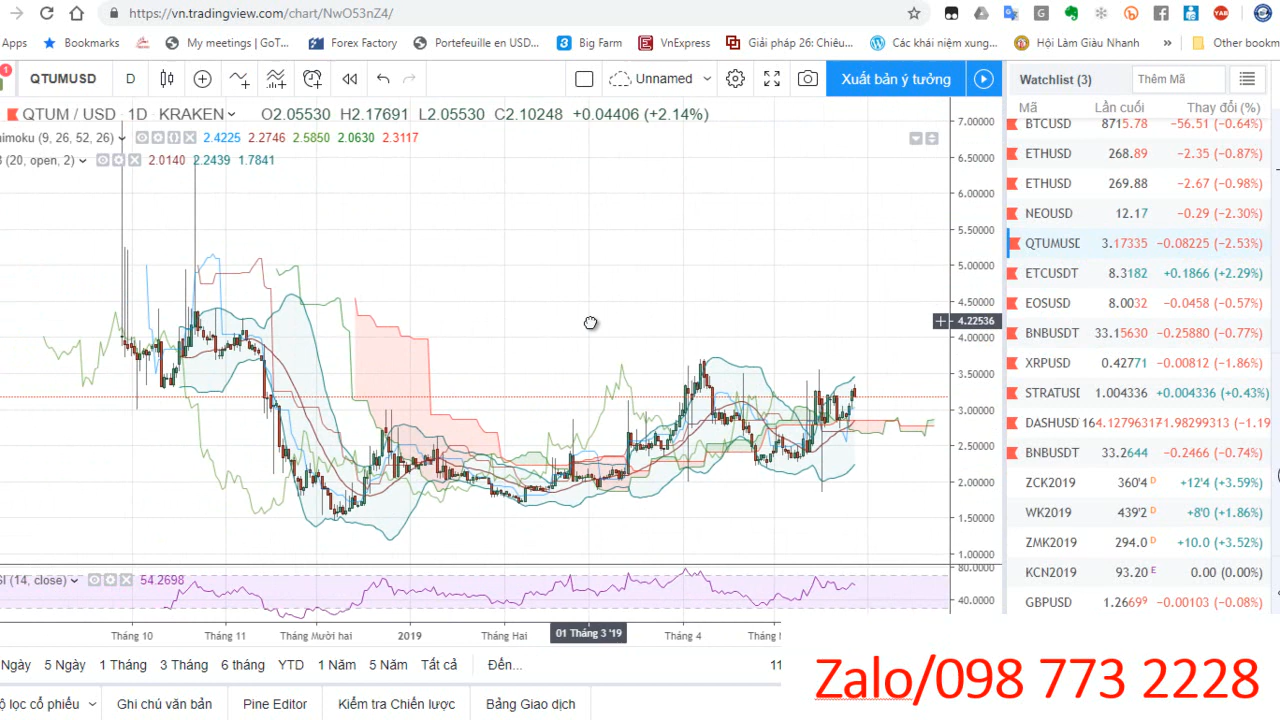 https://vn.tradingview.com/chart/NwO53nZ4/
Apps Bookmarks My meetings | GoT... Forex Factory Portefeuille en USD... Big Farm VnExpress Giải pháp 26: Chiêu... Các khái niệm xung... Hội Làm Giàu Nhanh » Other bookm
1 QTUMUSD D Unnamed Xuất bản ý tưởng Watchlist (3) Thêm Mã
QTUM / USD 1D KRAKEN O2.05530 H2.17691 L2.05530 C2.10248 +0.04406 (+2.14%)
himoku (9, 26, 52, 26) 2.4225 2.2746 2.5850 2.0630 2.3117
(20, open, 2) 2.0140 2.2439 1.7841
7.00000
6.50000
6.00000
5.50000
5.00000
4.50000
4.22536
4.00000
3.50000
3.00000
2.50000
2.00000
1.50000
1.00000
Mã Lần cuối Thay đổi (%)
BTCUSD 8715.78 −56.51 (−0.64%)
ETHUSD 268.89 −2.35 (−0.87%)
ETHUSD 269.88 −2.67 (−0.98%)
NEOUSD 12.17 −0.29 (−2.30%)
QTUMUSD 3.17335 −0.08225 (−2.53%)
ETCUSDT 8.3182 +0.1866 (+2.29%)
EOSUSD 8.0032 −0.0458 (−0.57%)
BNBUSDT 33.15630 −0.25880 (−0.77%)
XRPUSD 0.42771 −0.00812 (−1.86%)
STRATUSI 1.004336 +0.004336 (+0.43%)
DASHUSD 164.12796317 −1.98299313 (−1.19
BNBUSDT 33.2644 −0.2466 (−0.74%)
ZCK2019 360'4 D +12'4 (+3.59%)
WK2019 439'2 D +8'0 (+1.86%)
ZMK2019 294.0 D +10.0 (+3.52%)
KCN2019 93.20 E 0.00 (0.00%)
GBPUSD 1.26699 −0.00103 (−0.08%)
SI (14, close) 54.2698
80.0000
40.0000
Tháng 10 Tháng 11 Tháng Mười hai 2019 Tháng Hai 01 Tháng 3 '19 Tháng 4 Tháng
Ngày 5 Ngày 1 Tháng 3 Tháng 6 tháng YTD 1 Năm 5 Năm Tất cả Đến... 11
ộ lọc cổ phiếu Ghi chú văn bản Pine Editor Kiểm tra Chiến lược Bảng Giao dịch
Zalo/098 773 2228